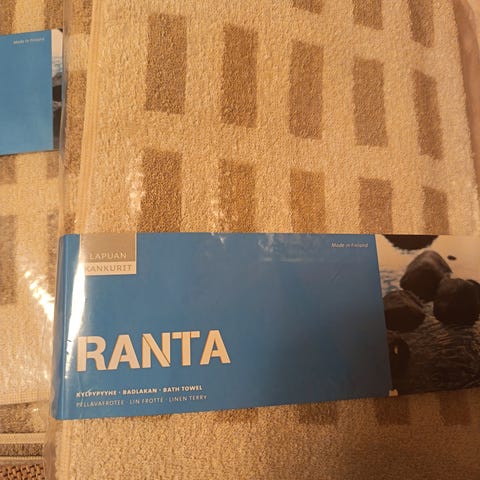 Made in Finland
LAPUAN
KANKURIT
Made in Finland
RANTA
KYLPYPYYHE · BADLAKAN · BATH TOWEL
PELLAVAFROTEE · LIN FROTTÉ · LINEN TERRY